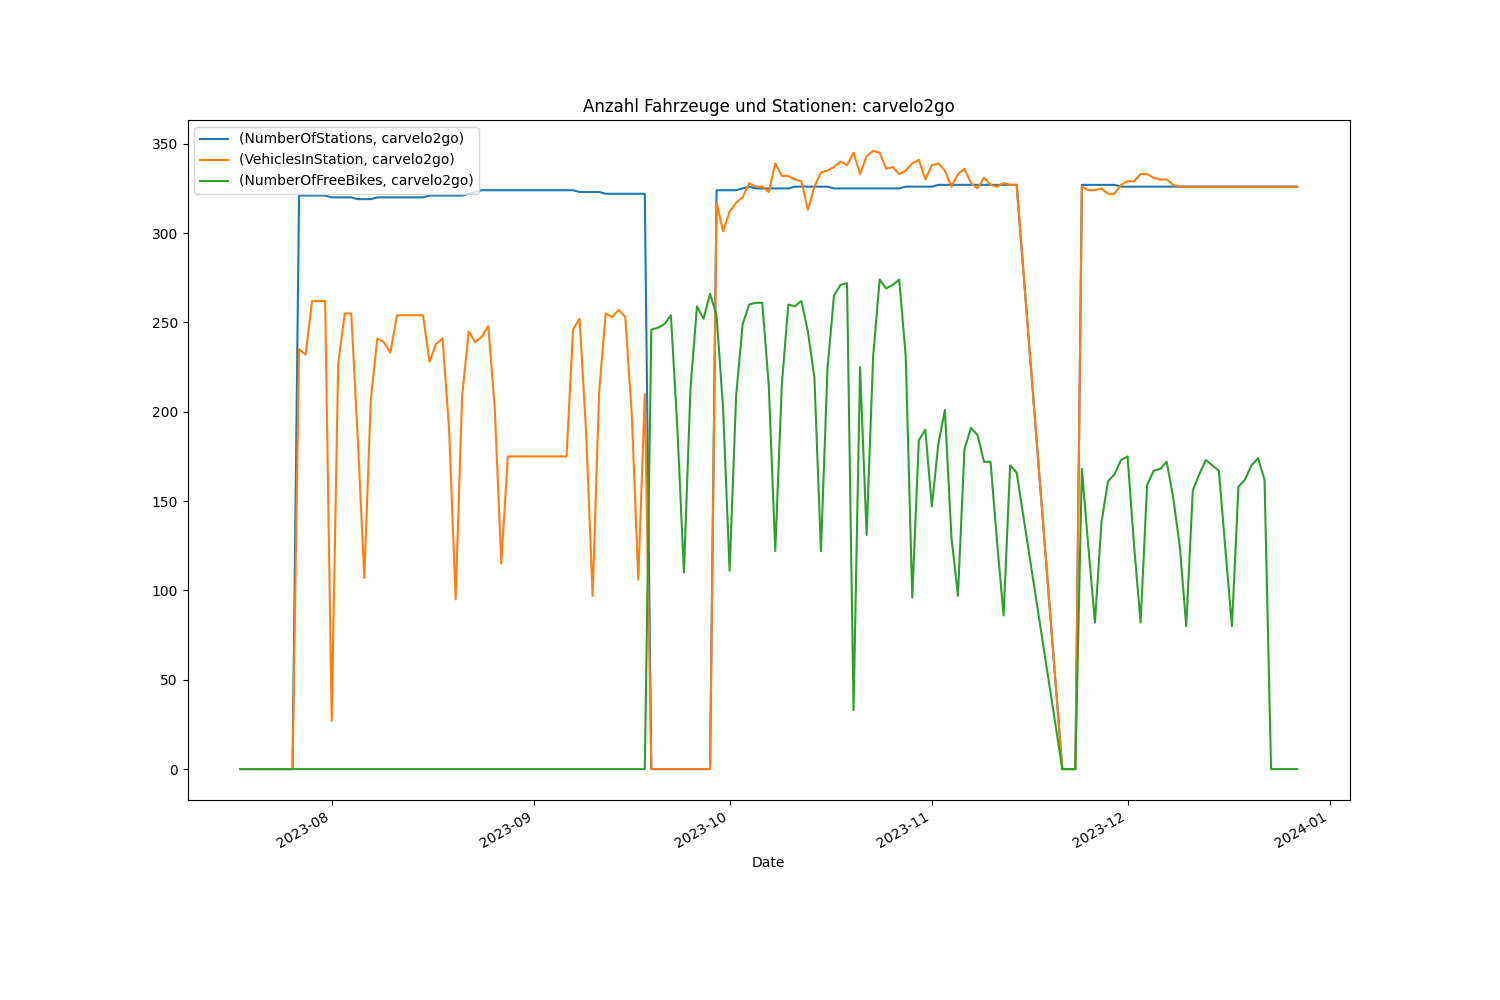 Anzahl Fahrzeuge und Stationen: carvelo2go
(NumberOfStations, carvelo2go)
(VehiclesInStation, carvelo2go)
(NumberOfFreeBikes, carvelo2go)
350
300
250
200
150
100
50
0
2023-08
2023-09
2023-10
2023-11
2023-12
2024-01
Date